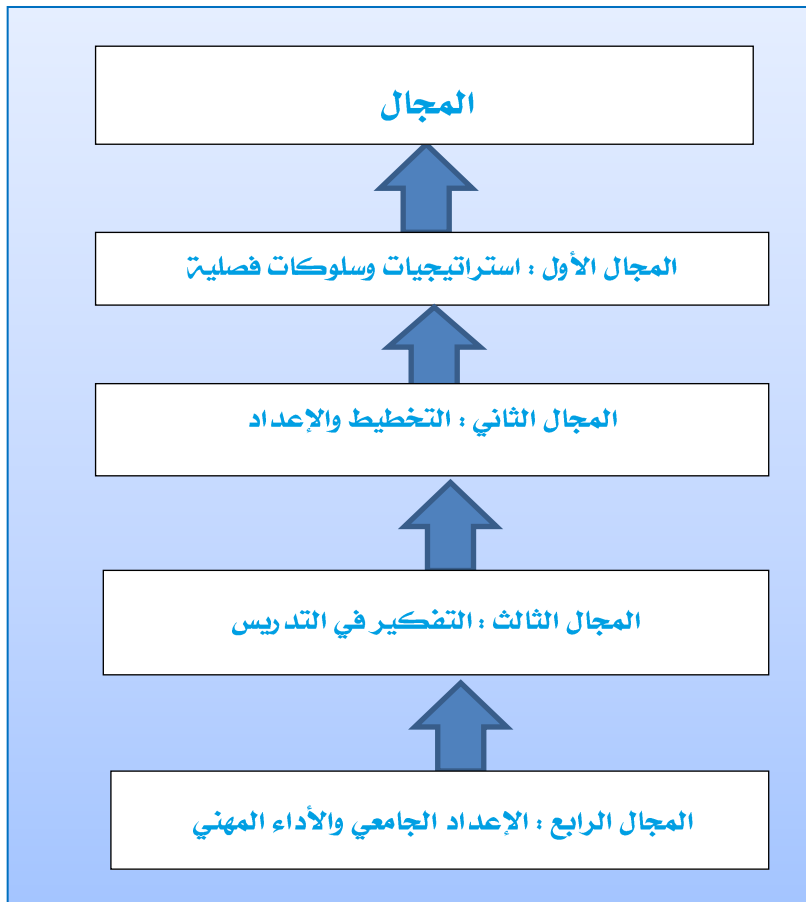 المجال
المجال الأول : استراتيجيات وسلوكات فصلية
المجال الثاني : التخطيط والإعداد
المجال الثالث : التفكير في التدريس
المجال الرابع : الإعداد الجامعي والأداء المهني